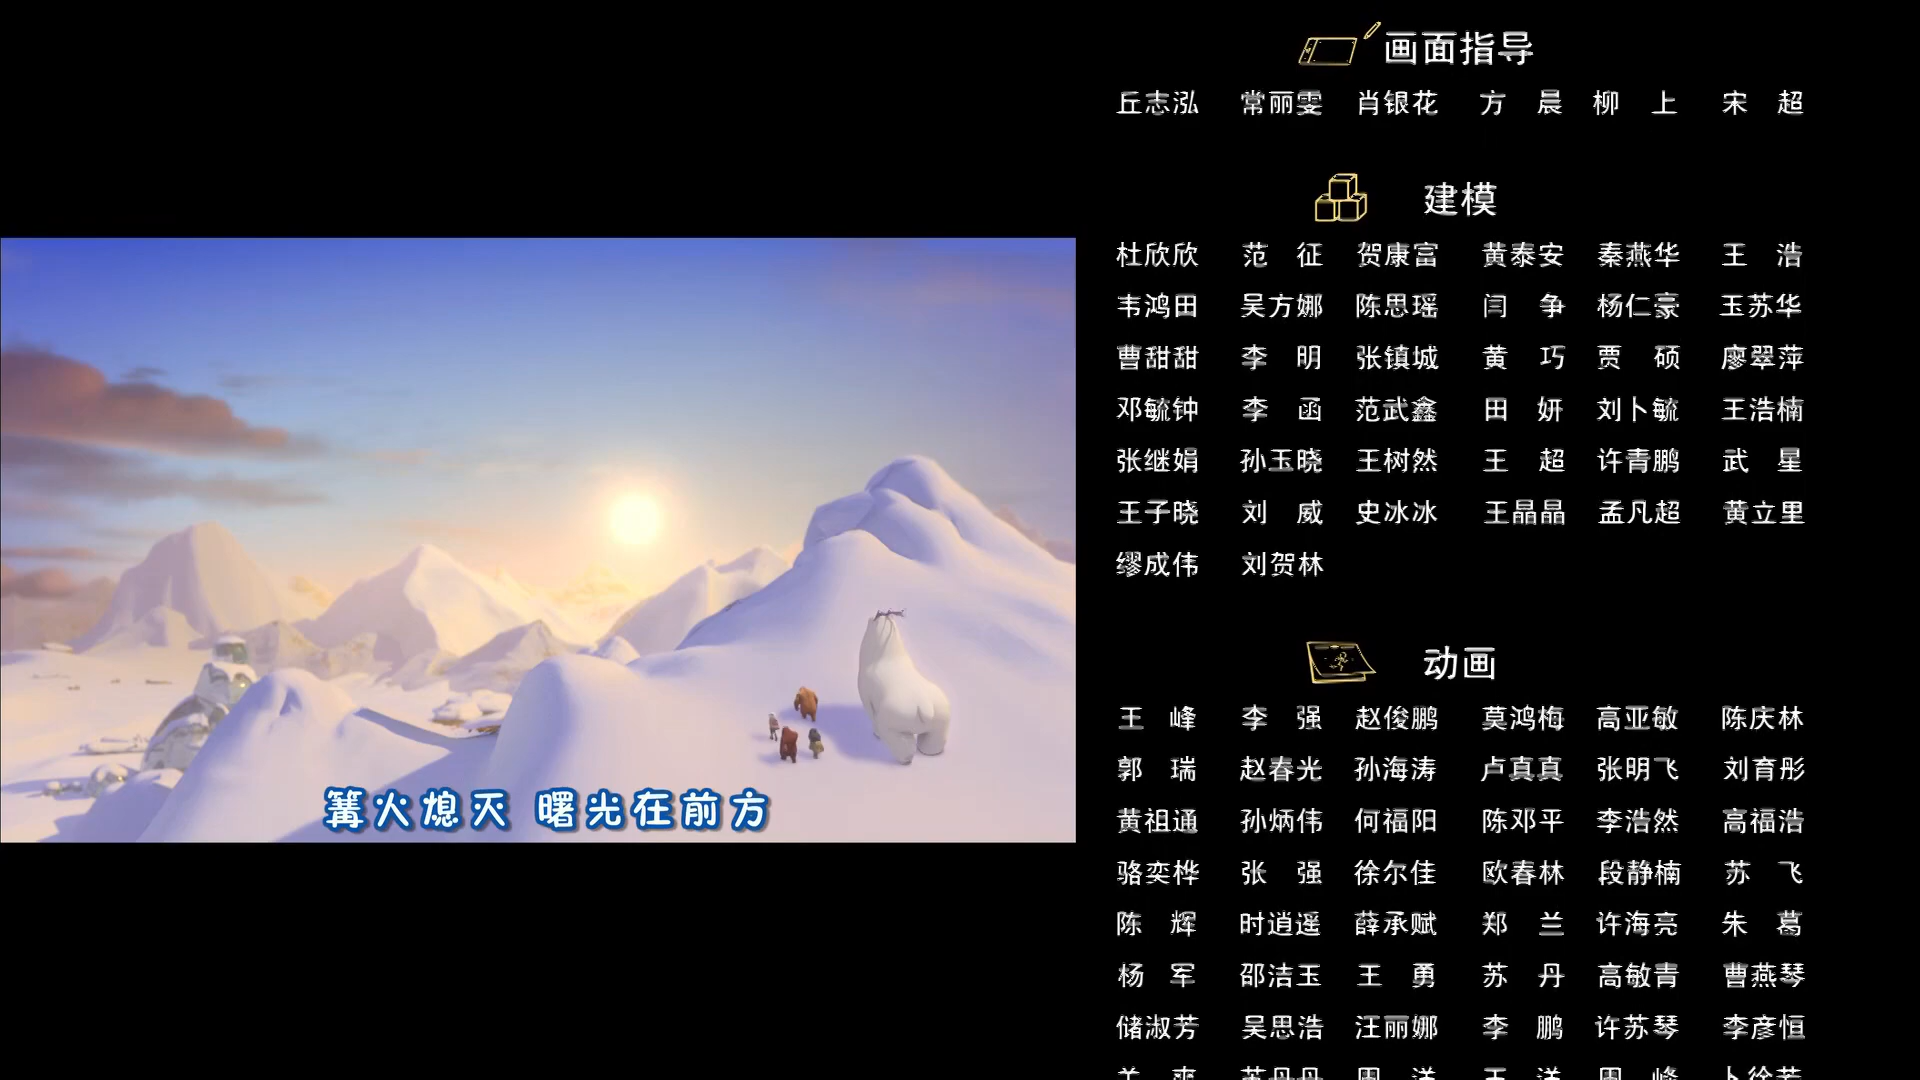 画面指导
丘志泓 常丽雯 肖银花 方 晨 柳 上 宋 超
建模
杜欣欣 范 征 贺康富 黄泰安 秦燕华 王 浩
韦鸿田 吴方娜 陈思瑶 闫 争 杨仁豪 玉苏华
曹甜甜 李 明 张镇城 黄 巧 贾 硕 廖翠萍
邓毓钟 李 函 范武鑫 田 妍 刘卜毓 王浩楠
张继娟 孙玉晓 王树然 王 超 许青鹏 武 星
王子晓 刘 威 史冰冰 王晶晶 孟凡超 黄立里
缪成伟 刘贺林
动画
王 峰 李 强 赵俊鹏 莫鸿梅 高亚敏 陈庆林
郭 瑞 赵春光 孙海涛 卢真真 张明飞 刘育彤
黄祖通 孙炳伟 何福阳 陈邓平 李浩然 高福浩
骆奕桦 张 强 徐尔佳 欧春林 段静楠 苏 飞
陈 辉 时逍遥 薛承赋 郑 兰 许海亮 朱 葛
杨 军 邵洁玉 王 勇 苏 丹 高敏青 曹燕琴
储淑芳 吴思浩 汪丽娜 李 鹏 许苏琴 李彦恒
篝火熄灭 曙光在前方